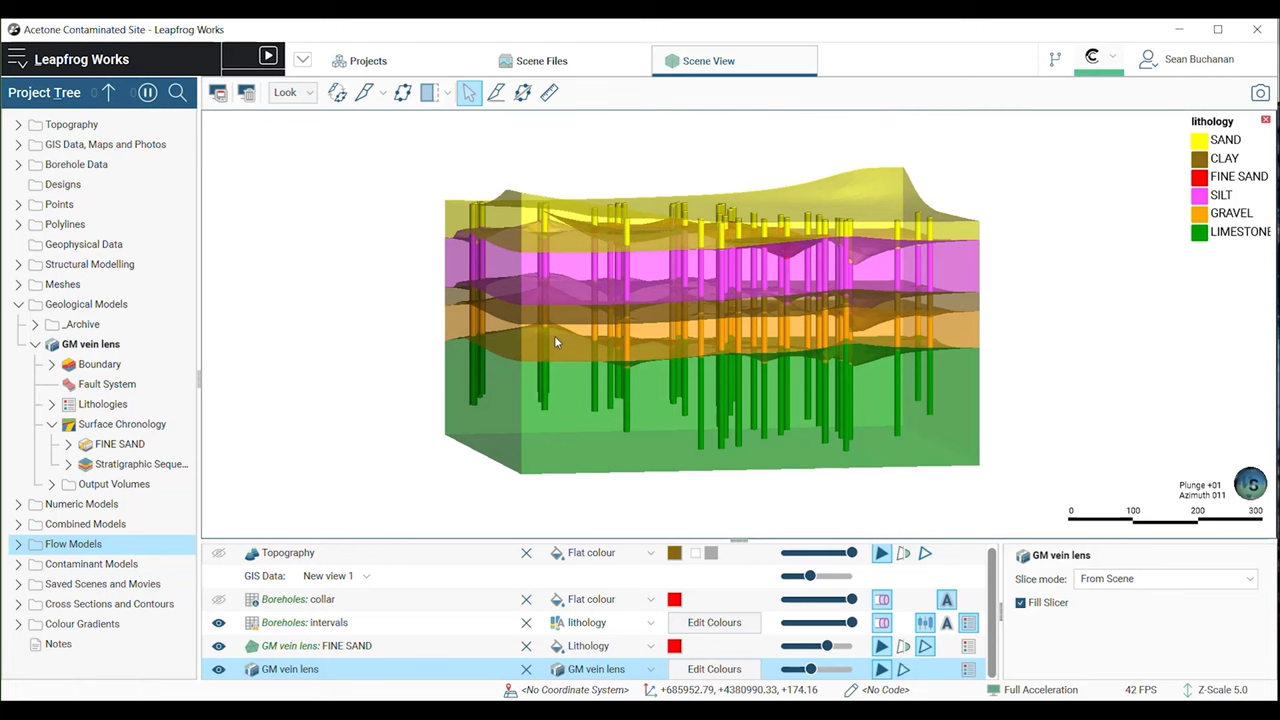 Acetone Contaminated Site - Leapfrog Works
Leapfrog Works
Projects
Scene Files
Scene View
Sean Buchanan
Project Tree
0
0
Look
Topography
GIS Data, Maps and Photos
Borehole Data
Designs
Points
Polylines
Geophysical Data
Structural Modelling
Meshes
Geological Models
_Archive
GM vein lens
Boundary
Fault System
Lithologies
Surface Chronology
FINE SAND
Stratigraphic Seque...
Output Volumes
Numeric Models
Combined Models
Flow Models
Contaminant Models
Saved Scenes and Movies
Cross Sections and Contours
Colour Gradients
Notes
lithology
SAND
CLAY
FINE SAND
SILT
GRAVEL
LIMESTONE
Plunge +01
Azimuth 011
S
0 100 200 300
Topography Flat colour
GIS Data: New view 1
Boreholes: collar Flat colour A
Boreholes: intervals lithology Edit Colours A
GM vein lens: FINE SAND Lithology
GM vein lens GM vein lens Edit Colours
GM vein lens
Slice mode: From Scene
Fill Slicer
<No Coordinate System> +685952.79, +4380990.33, +174.16 <No Code> Full Acceleration 42 FPS Z-Scale 5.0